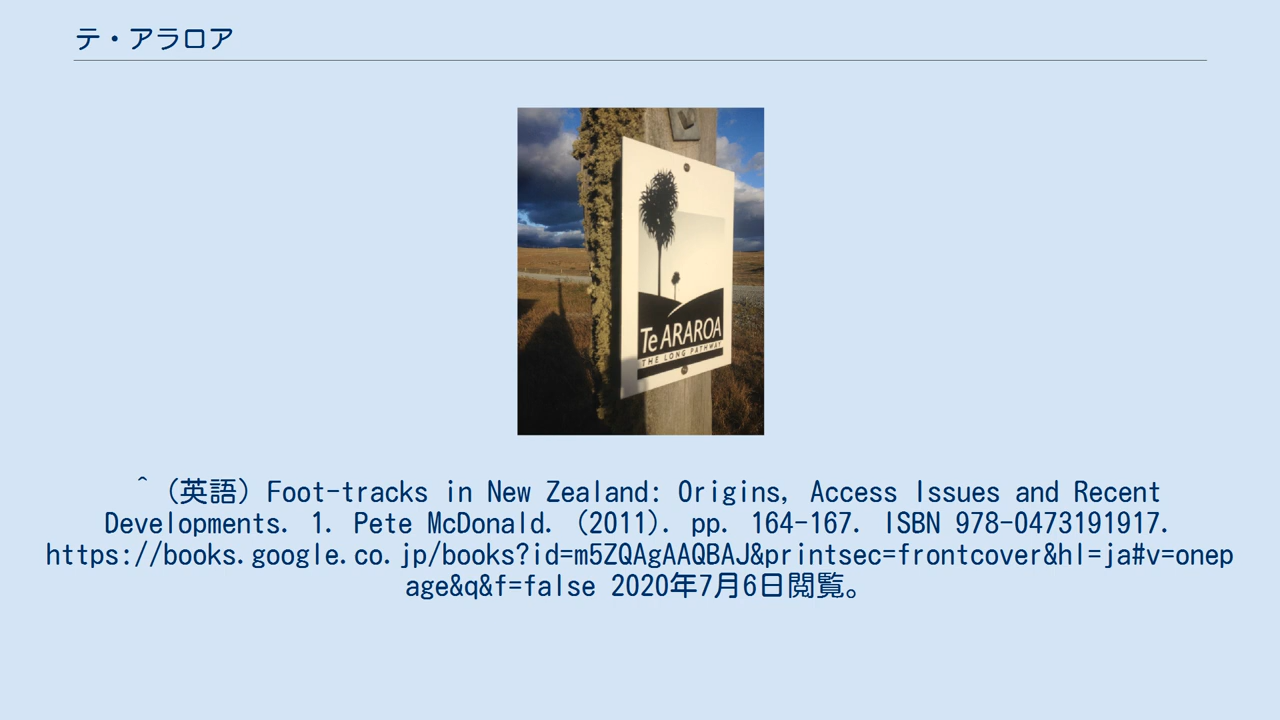 テ・アラロア
Te ARAROA
THE LONG PATHWAY
^ （英語）Foot-tracks in New Zealand: Origins, Access Issues and Recent
Developments. 1. Pete McDonald. (2011). pp. 164-167. ISBN 978-0473191917.
https://books.google.co.jp/books?id=m5ZQAgAAQBAJ&printsec=frontcover&hl=ja#v=onep
age&q&f=false 2020年7月6日閲覧。